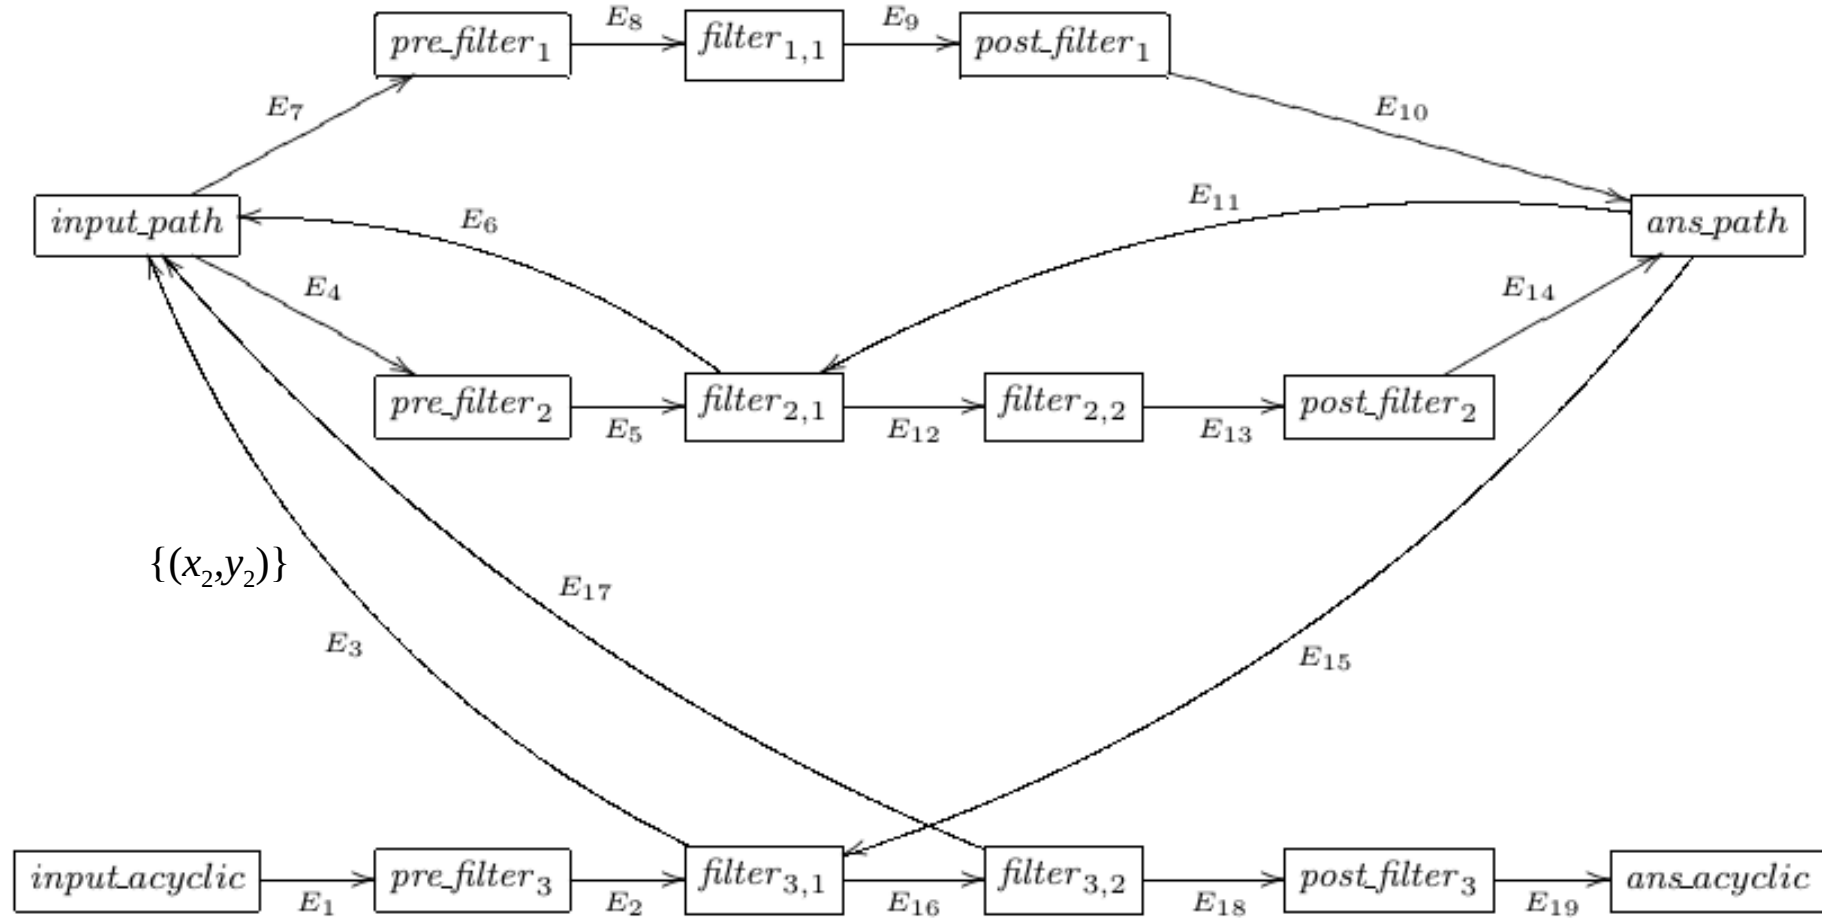 E₈ E₉
pre_filter₁ filter₁,₁ post_filter₁
E₇ E₁₀
input_path E₆ E₁₁ ans_path
E₄ E₁₄
pre_filter₂ filter₂,₁ filter₂,₂ post_filter₂
E₅ E₁₂ E₁₃
{(x₂,y₂)}
E₁₇
E₃ E₁₅
input_acyclic pre_filter₃ filter₃,₁ filter₃,₂ post_filter₃ ans_acyclic
E₁ E₂ E₁₆ E₁₈ E₁₉